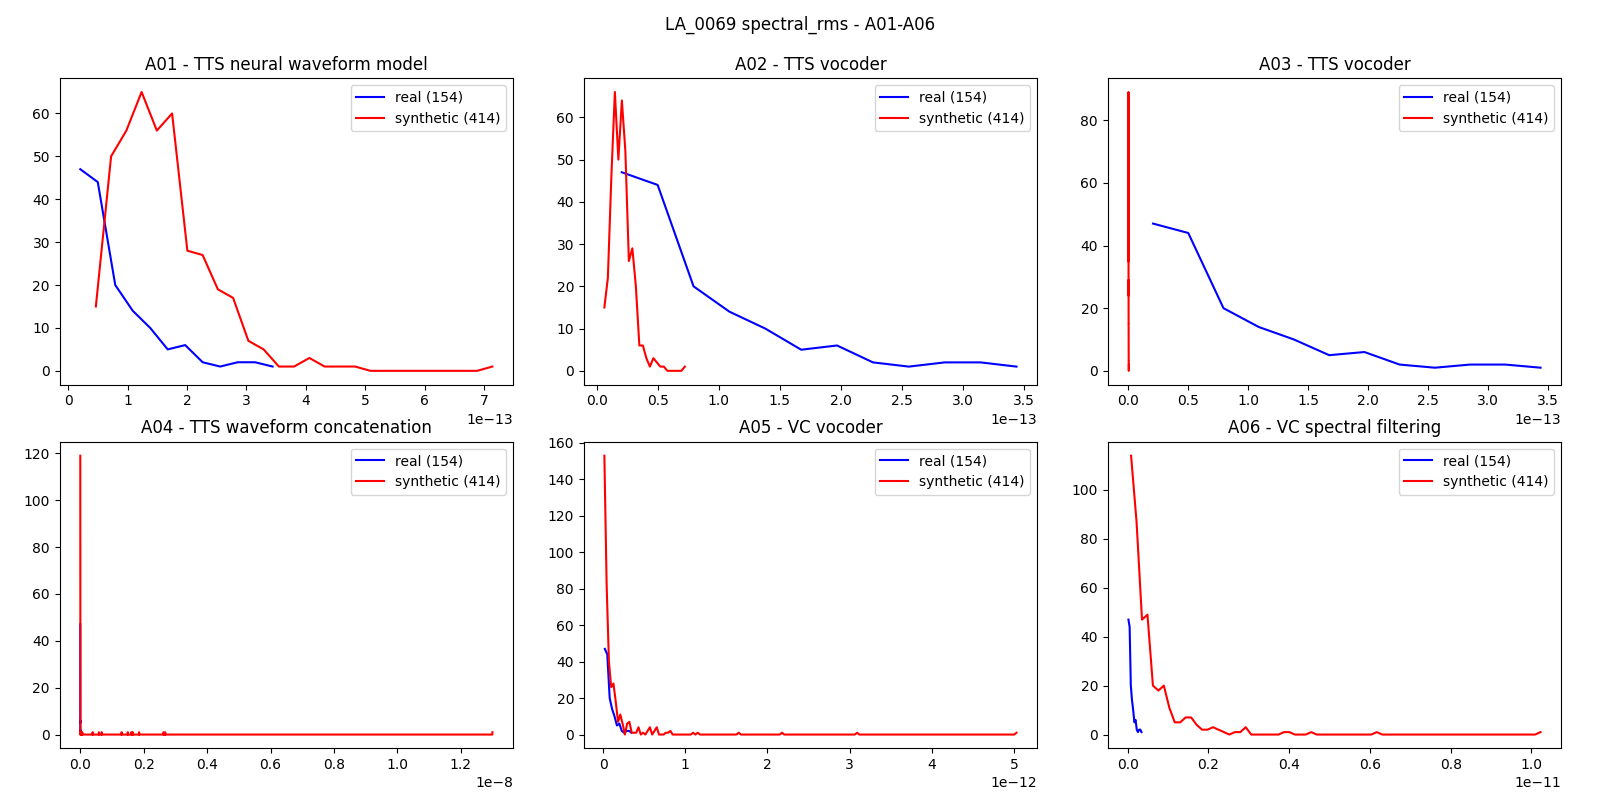 LA_0069 spectral_rms - A01-A06
A01 - TTS neural waveform model
real (154)
synthetic (414)
60
50
40
30
20
10
0
0 1 2 3 4 5 6 7
1e−13
A02 - TTS vocoder
real (154)
synthetic (414)
60
50
40
30
20
10
0
0.0 0.5 1.0 1.5 2.0 2.5 3.0 3.5
1e−13
A03 - TTS vocoder
real (154)
synthetic (414)
80
60
40
20
0
0.0 0.5 1.0 1.5 2.0 2.5 3.0 3.5
1e−13
A04 - TTS waveform concatenation
real (154)
synthetic (414)
120
100
80
60
40
20
0
0.0 0.2 0.4 0.6 0.8 1.0 1.2
1e−8
A05 - VC vocoder
real (154)
synthetic (414)
160
140
120
100
80
60
40
20
0
0 1 2 3 4 5
1e−12
A06 - VC spectral filtering
real (154)
synthetic (414)
100
80
60
40
20
0
0.0 0.2 0.4 0.6 0.8 1.0
1e−11